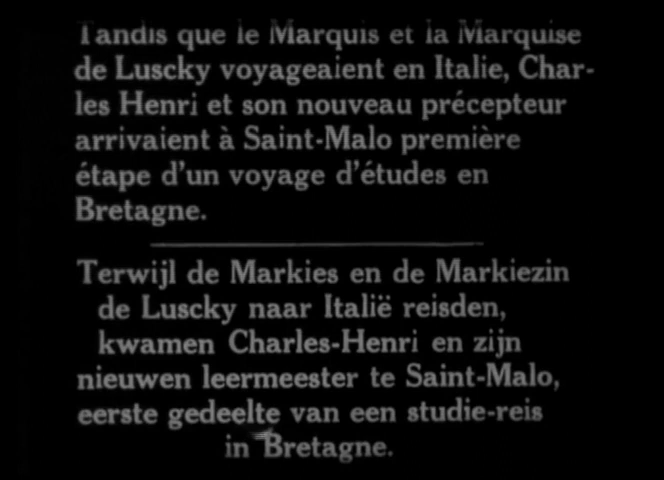 Tandis que le Marquis et la Marquise
de Luscky voyageaient en Italie, Char-
les Henri et son nouveau précepteur
arrivaient à Saint-Malo première
étape d'un voyage d'études en
Bretagne.
Terwijl de Markies en de Markiezin
de Luscky naar Italië reisden,
kwamen Charles-Henri en zijn
nieuwen leermeester te Saint-Malo,
eerste gedeelte van een studie-reis
in Bretagne.